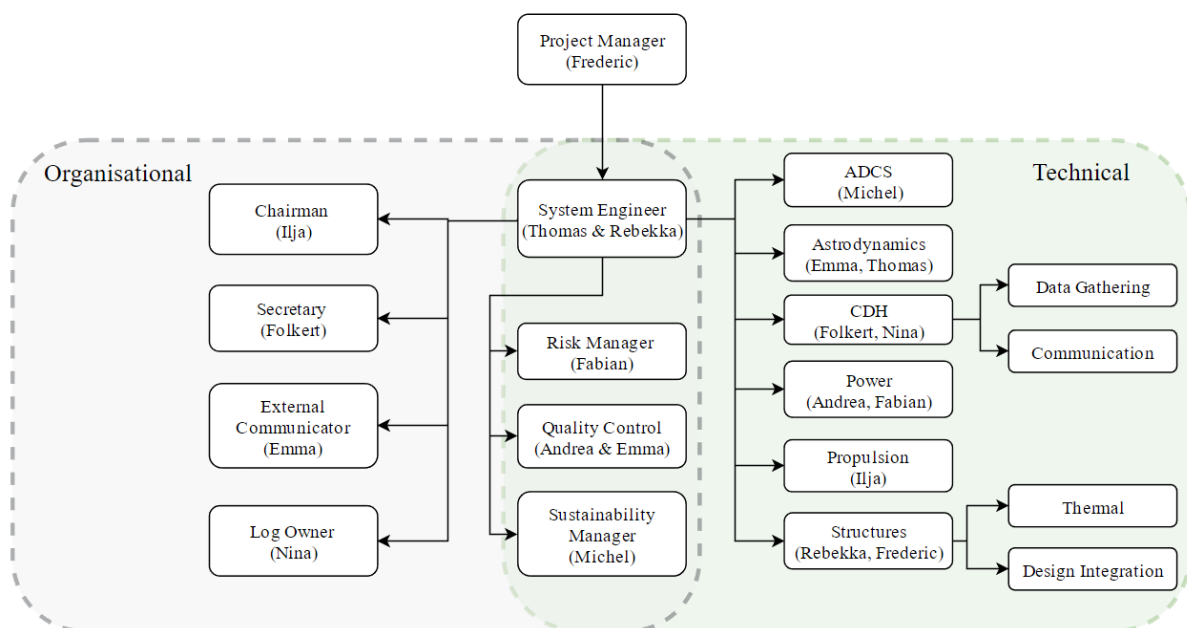 Project Manager
(Frederic)
Organisational
Technical
Chairman
(Ilja)
Secretary
(Folkert)
External
Communicator
(Emma)
Log Owner
(Nina)
System Engineer
(Thomas & Rebekka)
Risk Manager
(Fabian)
Quality Control
(Andrea & Emma)
Sustainability
Manager
(Michel)
ADCS
(Michel)
Astrodynamics
(Emma, Thomas)
CDH
(Folkert, Nina)
Power
(Andrea, Fabian)
Propulsion
(Ilja)
Structures
(Rebekka, Frederic)
Data Gathering
Communication
Thermal
Design Integration